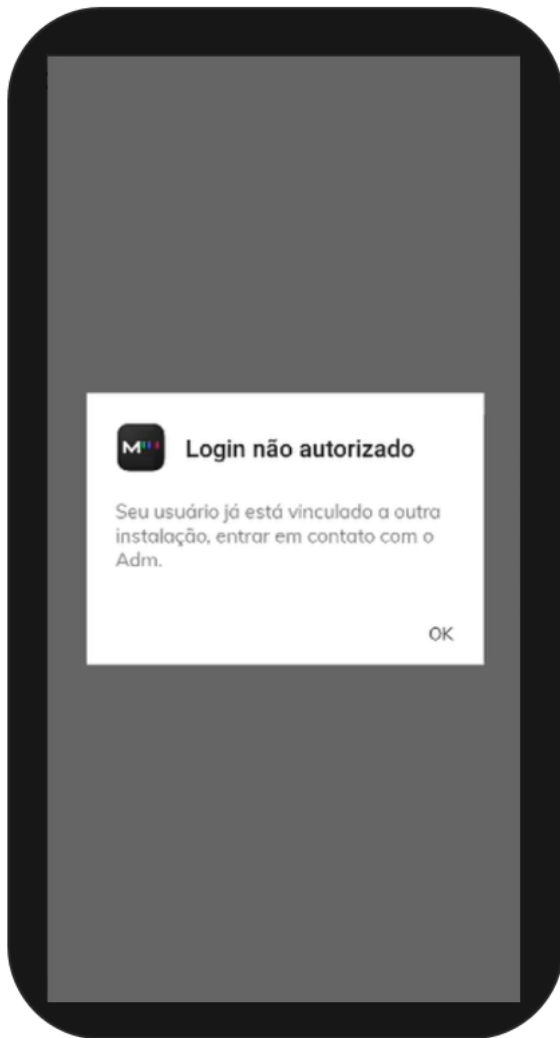 M
Login não autorizado
Seu usuário já está vinculado a outra
instalação, entrar em contato com o
Adm.
OK